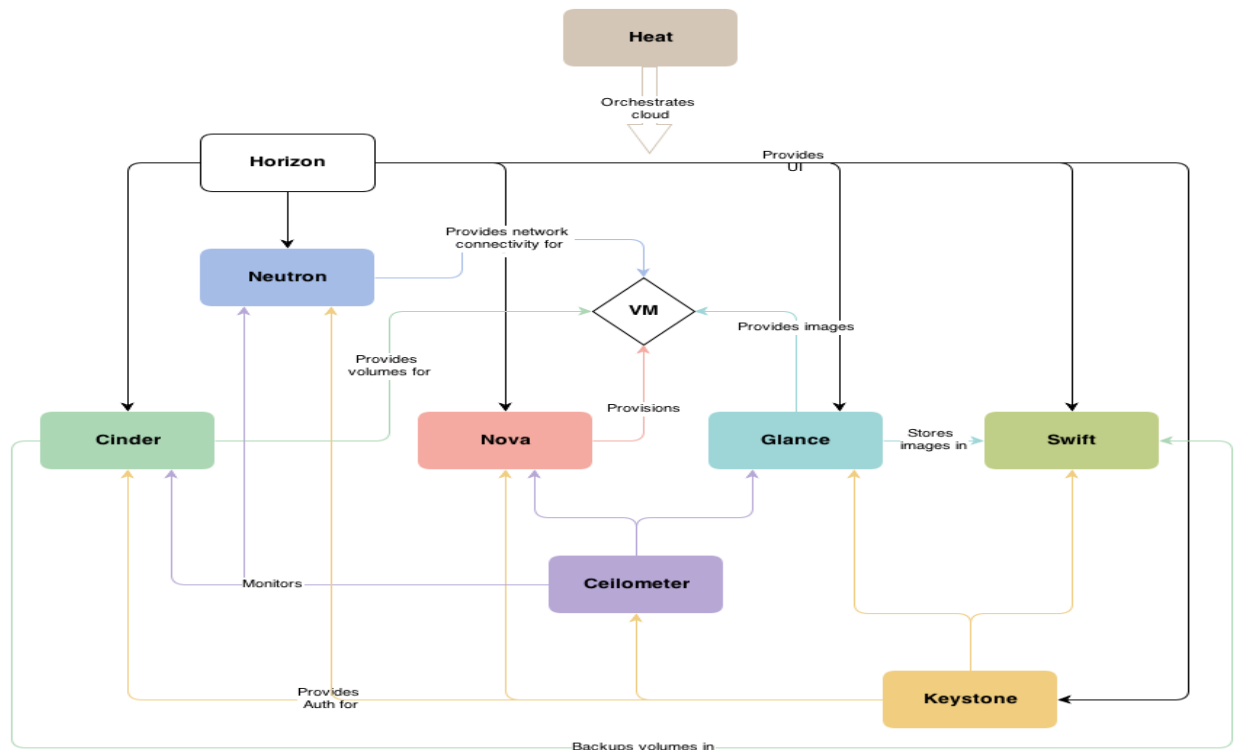 Heat
Orchestrates
cloud
Horizon
Provides
UI
Provides network
connectivity for
Neutron
VM
Provides images
Provides
volumes for
Provisions
Cinder
Nova
Glance
Stores
images in
Swift
Ceilometer
Monitors
Provides
Auth for
Keystone
Backups volumes in